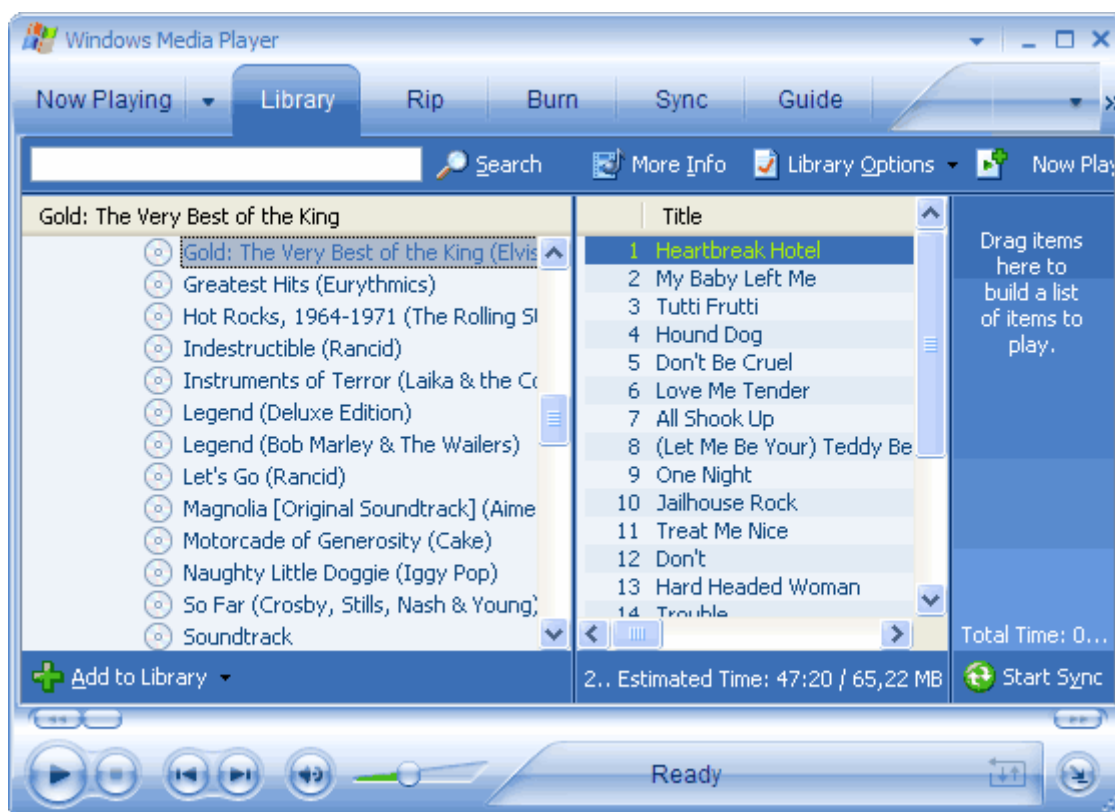 Windows Media Player
Now Playing Library Rip Burn Sync Guide
Search More Info Library Options Now Play
Gold: The Very Best of the King
Gold: The Very Best of the King (Elvis
Greatest Hits (Eurythmics)
Hot Rocks, 1964-1971 (The Rolling St
Indestructible (Rancid)
Instruments of Terror (Laika & the Co
Legend (Deluxe Edition)
Legend (Bob Marley & The Wailers)
Let's Go (Rancid)
Magnolia [Original Soundtrack] (Aime
Motorcade of Generosity (Cake)
Naughty Little Doggie (Iggy Pop)
So Far (Crosby, Stills, Nash & Young)
Soundtrack
Add to Library
Title
1 Heartbreak Hotel
2 My Baby Left Me
3 Tutti Frutti
4 Hound Dog
5 Don't Be Cruel
6 Love Me Tender
7 All Shook Up
8 (Let Me Be Your) Teddy Be
9 One Night
10 Jailhouse Rock
11 Treat Me Nice
12 Don't
13 Hard Headed Woman
14 Trouble
2.. Estimated Time: 47:20 / 65,22 MB
Drag items
here to
build a list
of items to
play.
Total Time: 0...
Start Sync
Ready